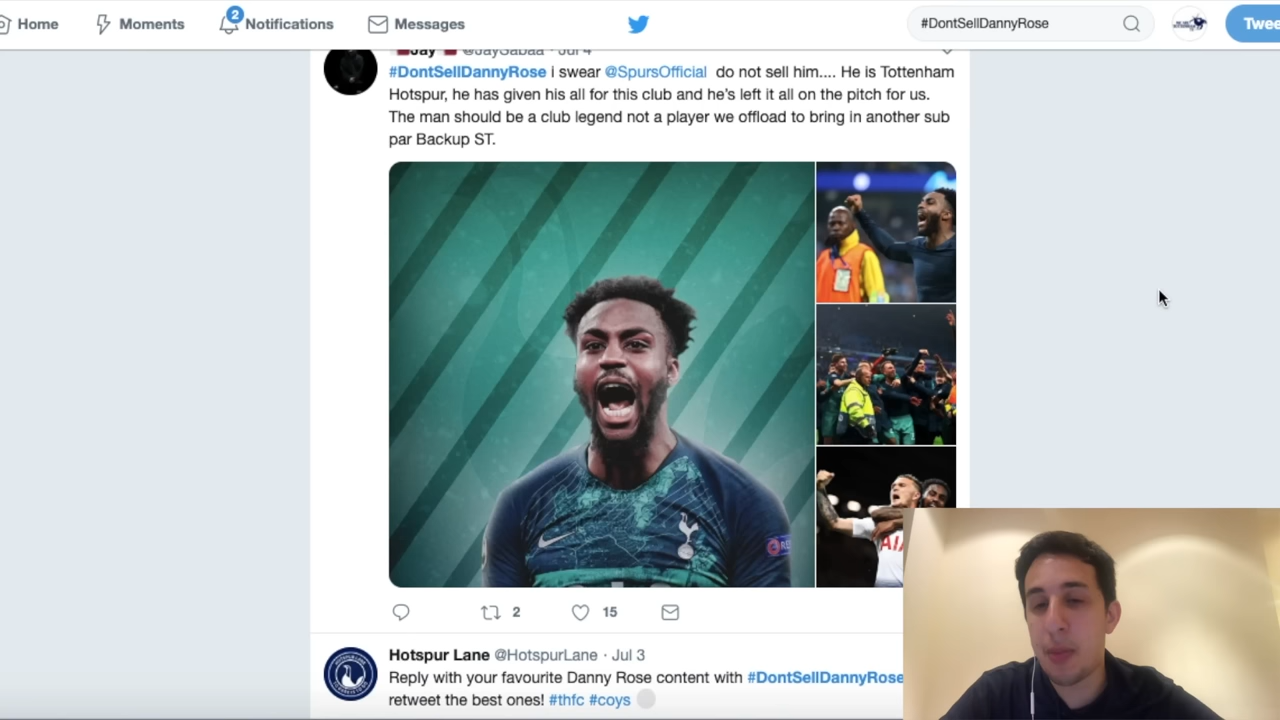 Home
Moments
2
Notifications
Messages
#DontSellDannyRose
Twee
Jay @JaySabaa · Jul 4
#DontSellDannyRose i swear @SpursOfficial do not sell him.... He is Tottenham
Hotspur, he has given his all for this club and he's left it all on the pitch for us.
The man should be a club legend not a player we offload to bring in another sub
par Backup ST.
2
15
Hotspur Lane @HotspurLane · Jul 3
Reply with your favourite Danny Rose content with #DontSellDannyRose
retweet the best ones! #thfc #coys